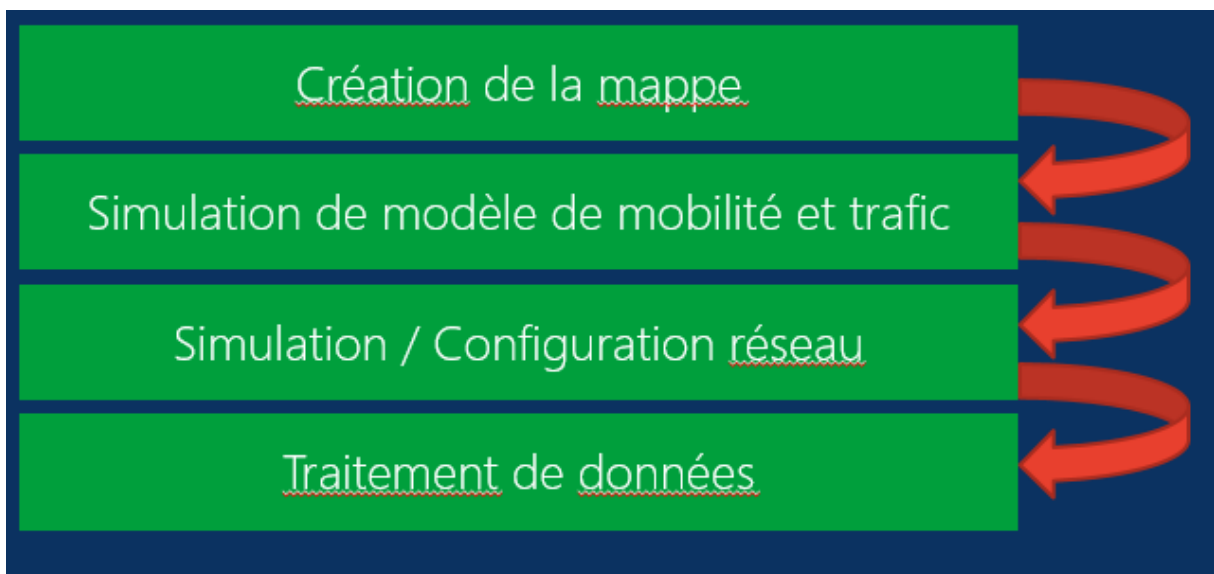 Création de la mappe
Simulation de modèle de mobilité et trafic
Simulation / Configuration réseau
Traitement de données